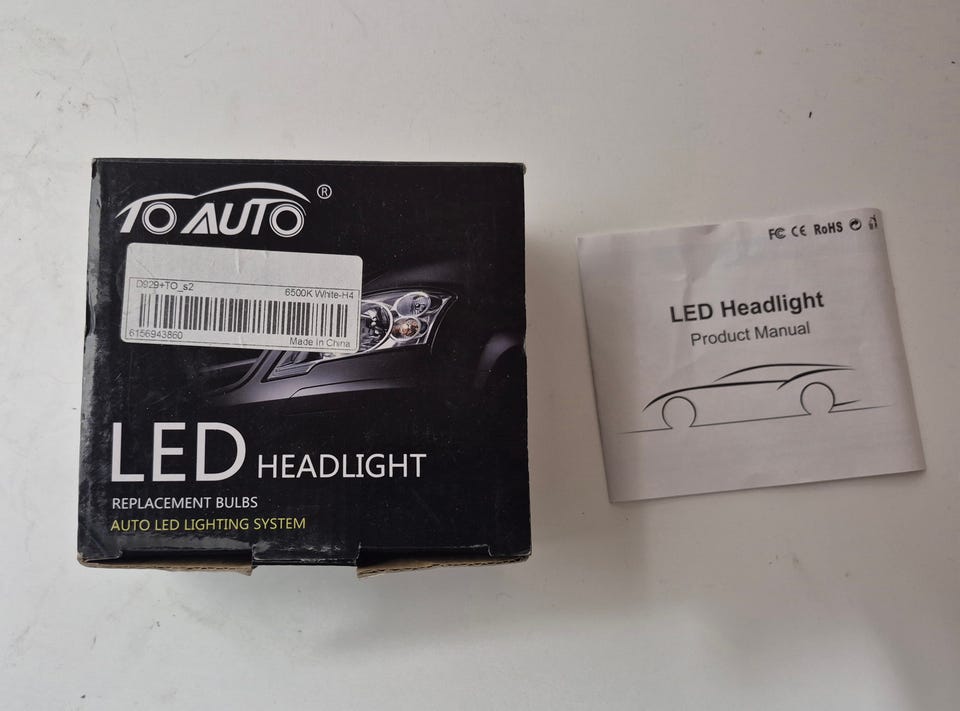 TO AUTO ®
D929+TO_s2 6500K White-H4
6156943860 Made In China
LED HEADLIGHT
REPLACEMENT BULBS
AUTO LED LIGHTING SYSTEM
FC CE RoHS
LED Headlight
Product Manual